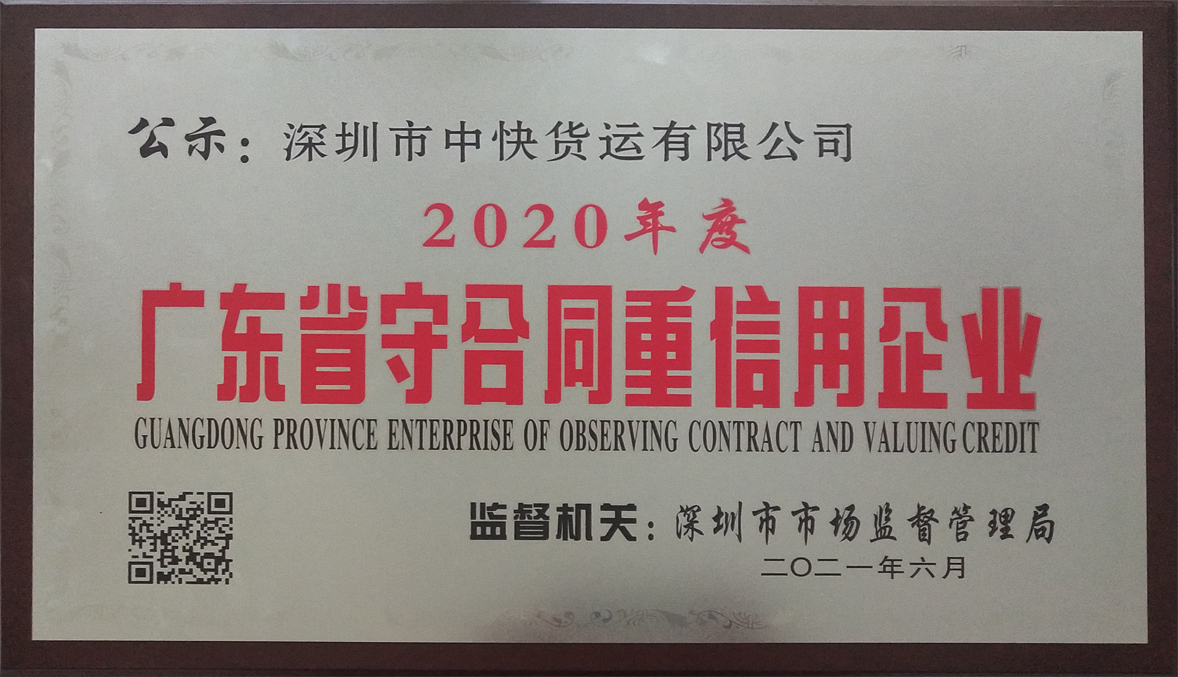 公示：深圳市中快货运有限公司
2020年度
广东省守合同重信用企业
GUANGDONG PROVINCE ENTERPRISE OF OBSERVING CONTRACT AND VALUING CREDIT
监督机关：深圳市市场监督管理局
二〇二一年六月